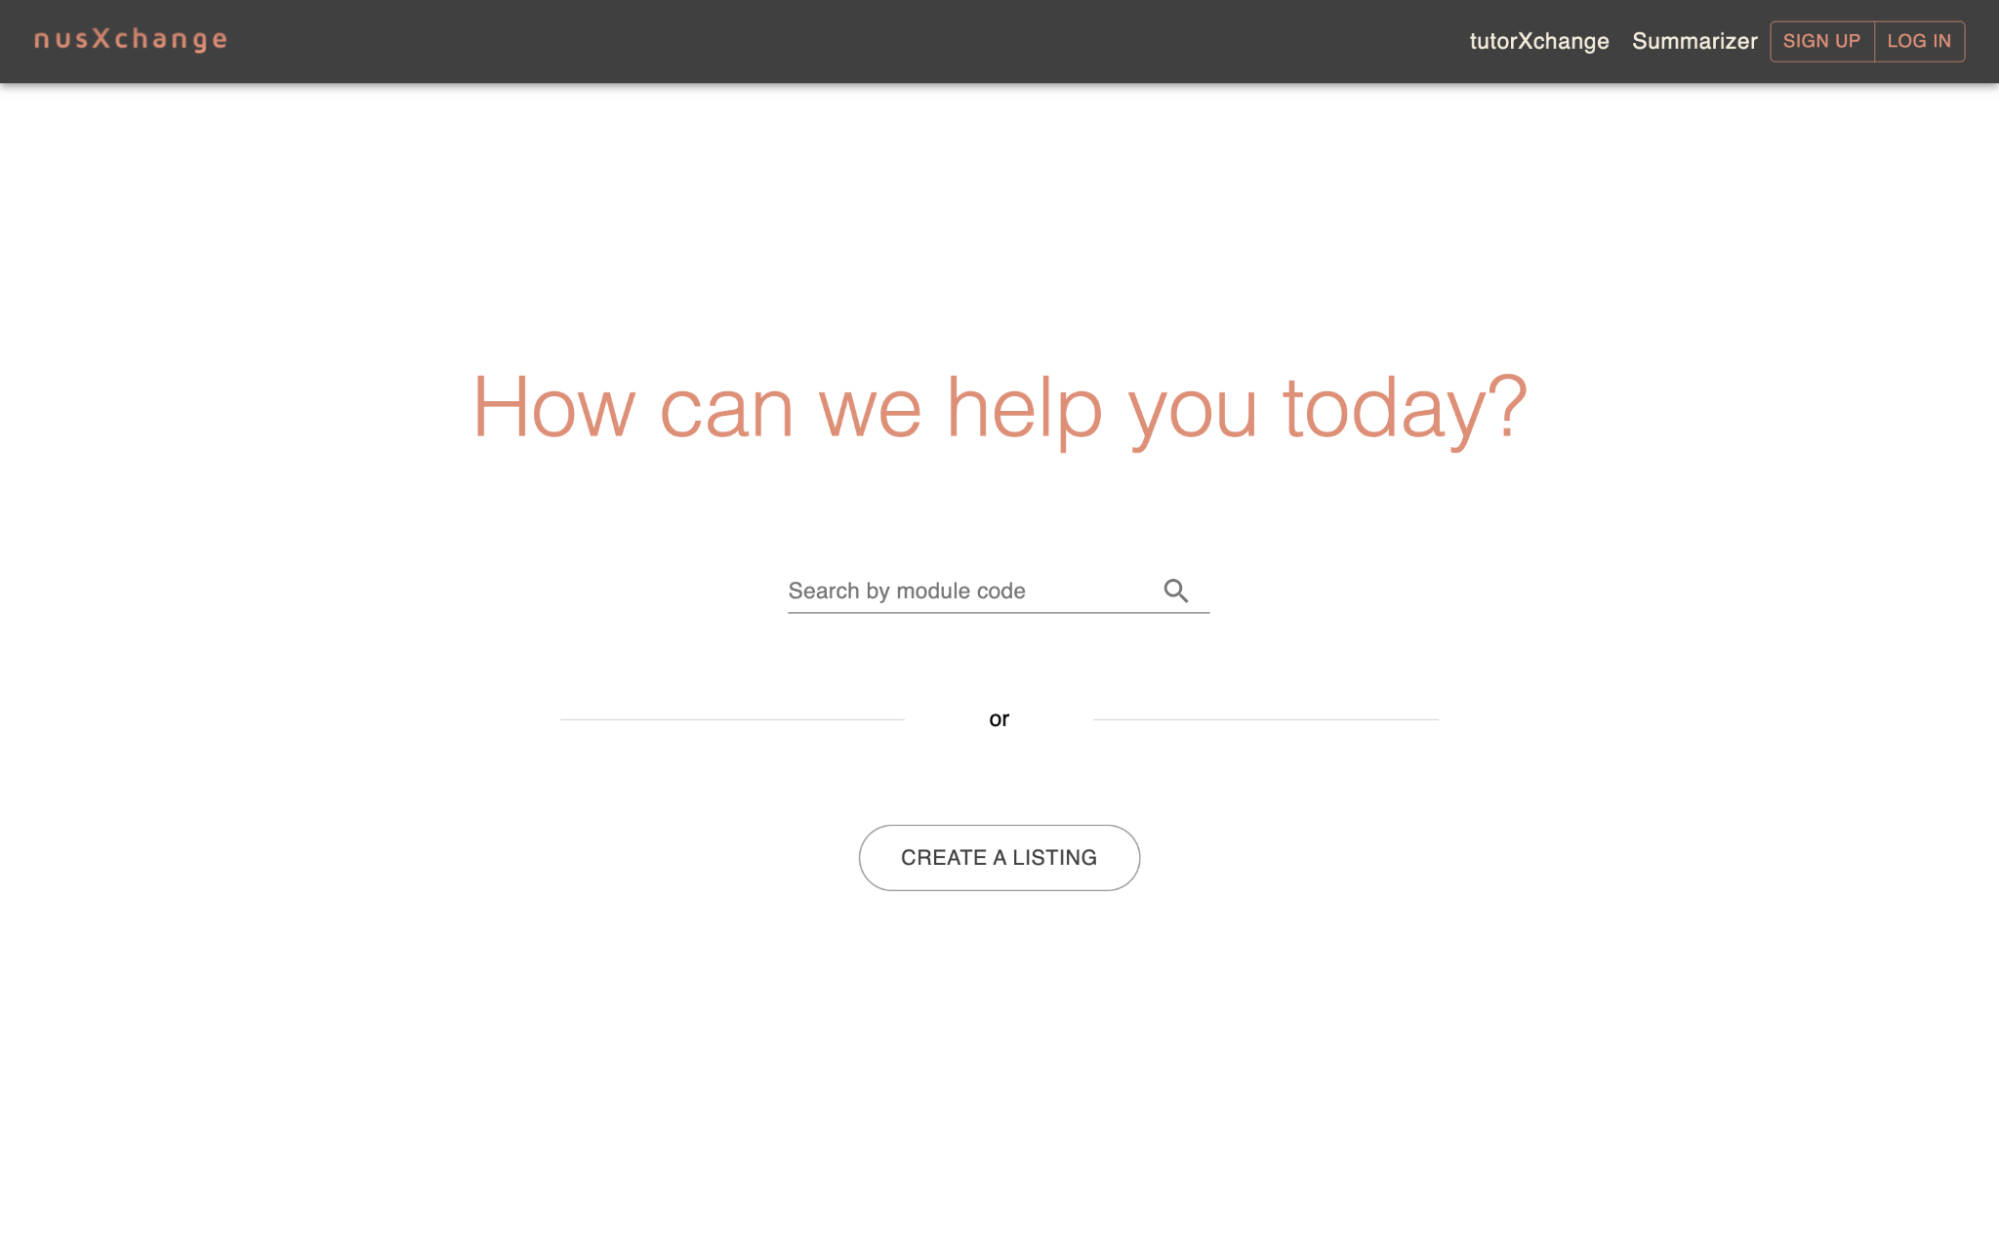 nusXchange
tutorXchange Summarizer SIGN UP LOG IN
How can we help you today?
Search by module code
or
CREATE A LISTING